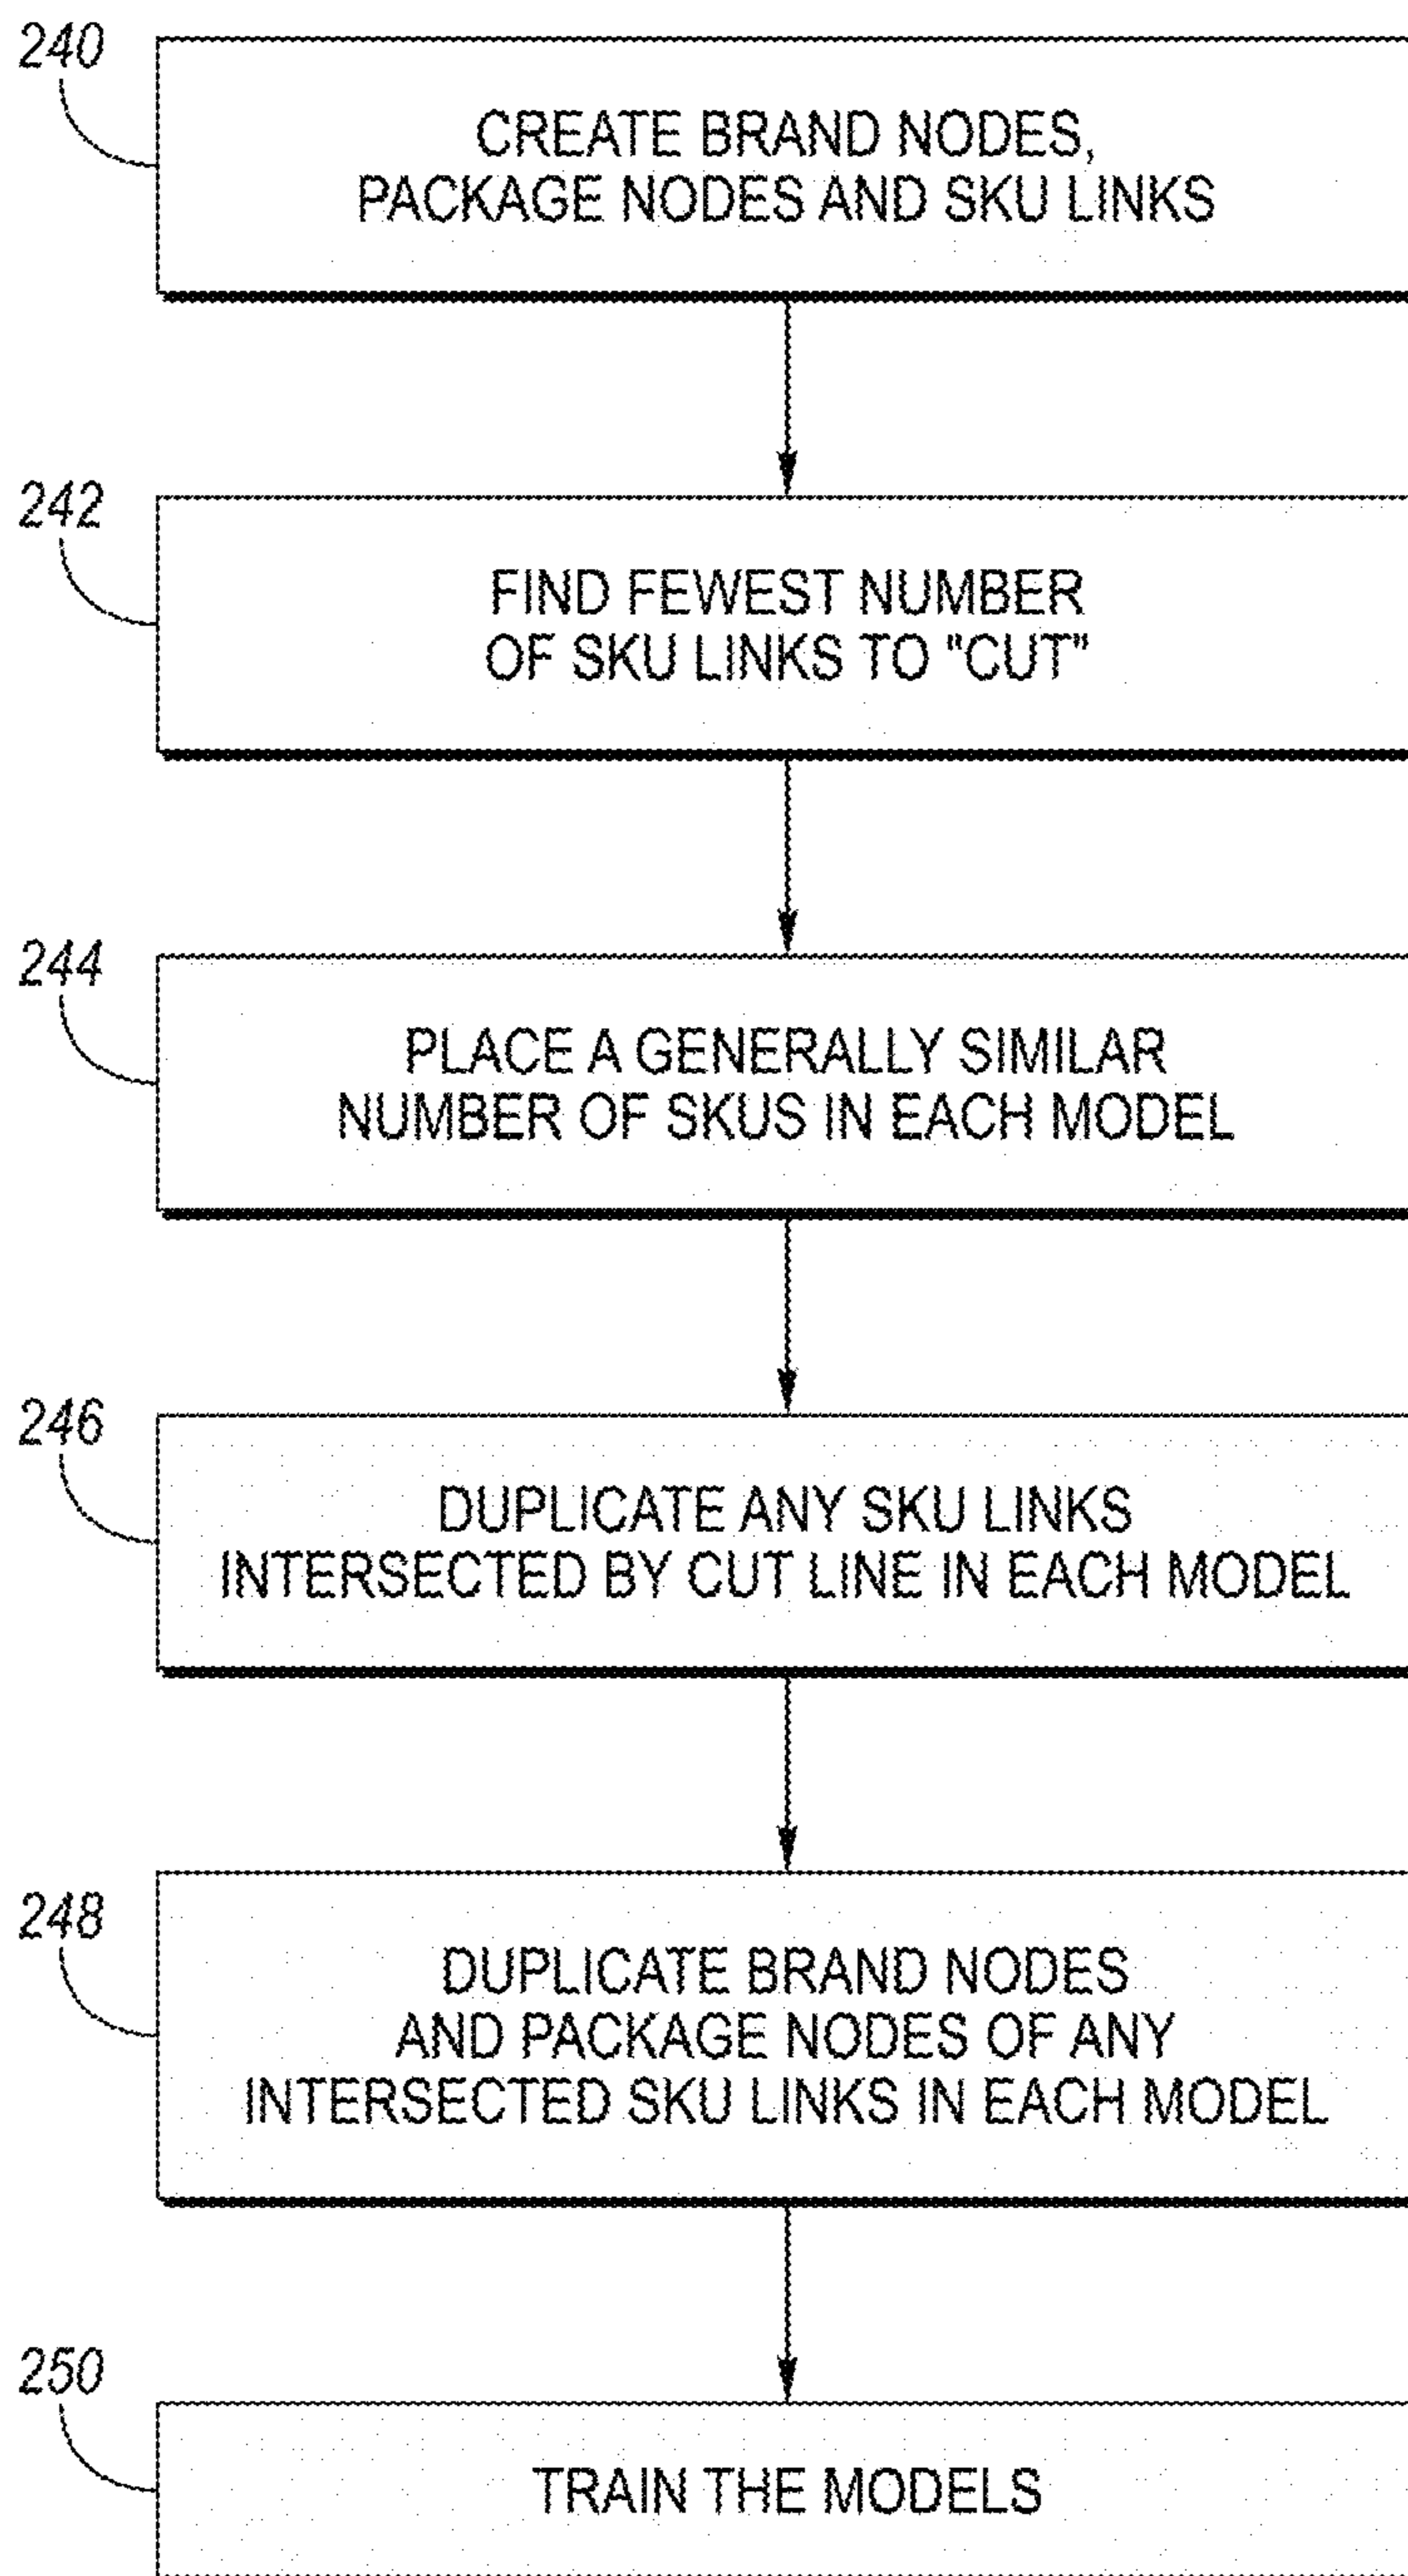 240
CREATE BRAND NODES,
PACKAGE NODES AND SKU LINKS
242
FIND FEWEST NUMBER
OF SKU LINKS TO "CUT"
244
PLACE A GENERALLY SIMILAR
NUMBER OF SKUS IN EACH MODEL
246
DUPLICATE ANY SKU LINKS
INTERSECTED BY CUT LINE IN EACH MODEL
248
DUPLICATE BRAND NODES
AND PACKAGE NODES OF ANY
INTERSECTED SKU LINKS IN EACH MODEL
250
TRAIN THE MODELS